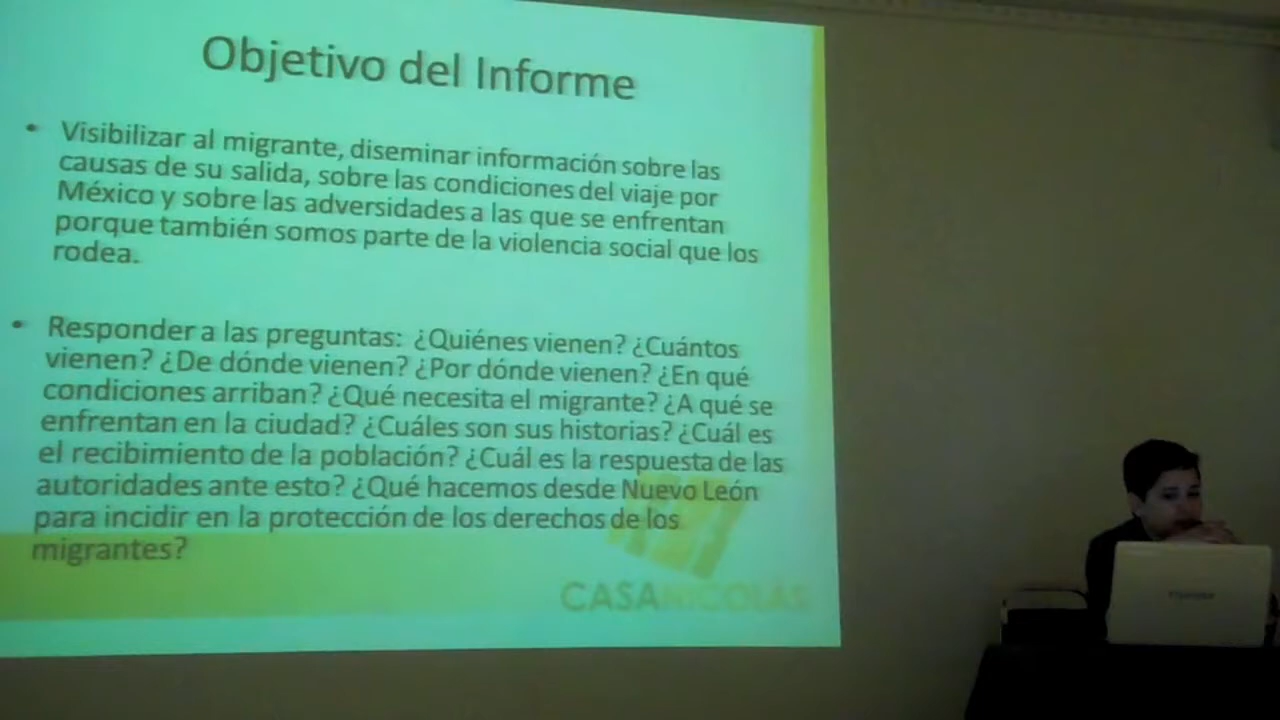 Objetivo del Informe
• Visibilizar al migrante, diseminar información sobre las
causas de su salida, sobre las condiciones del viaje por
México y sobre las adversidades a las que se enfrentan
porque también somos parte de la violencia social que los
rodea.
• Responder a las preguntas: ¿Quiénes vienen? ¿Cuántos
vienen? ¿De dónde vienen? ¿Por dónde vienen? ¿En qué
condiciones arriban? ¿Qué necesita el migrante? ¿A qué se
enfrentan en la ciudad? ¿Cuáles son sus historias? ¿Cuál es
el recibimiento de la población? ¿Cuál es la respuesta de las
autoridades ante esto? ¿Qué hacemos desde Nuevo León
para incidir en la protección de los derechos de los
migrantes?
CASANICOLÁS